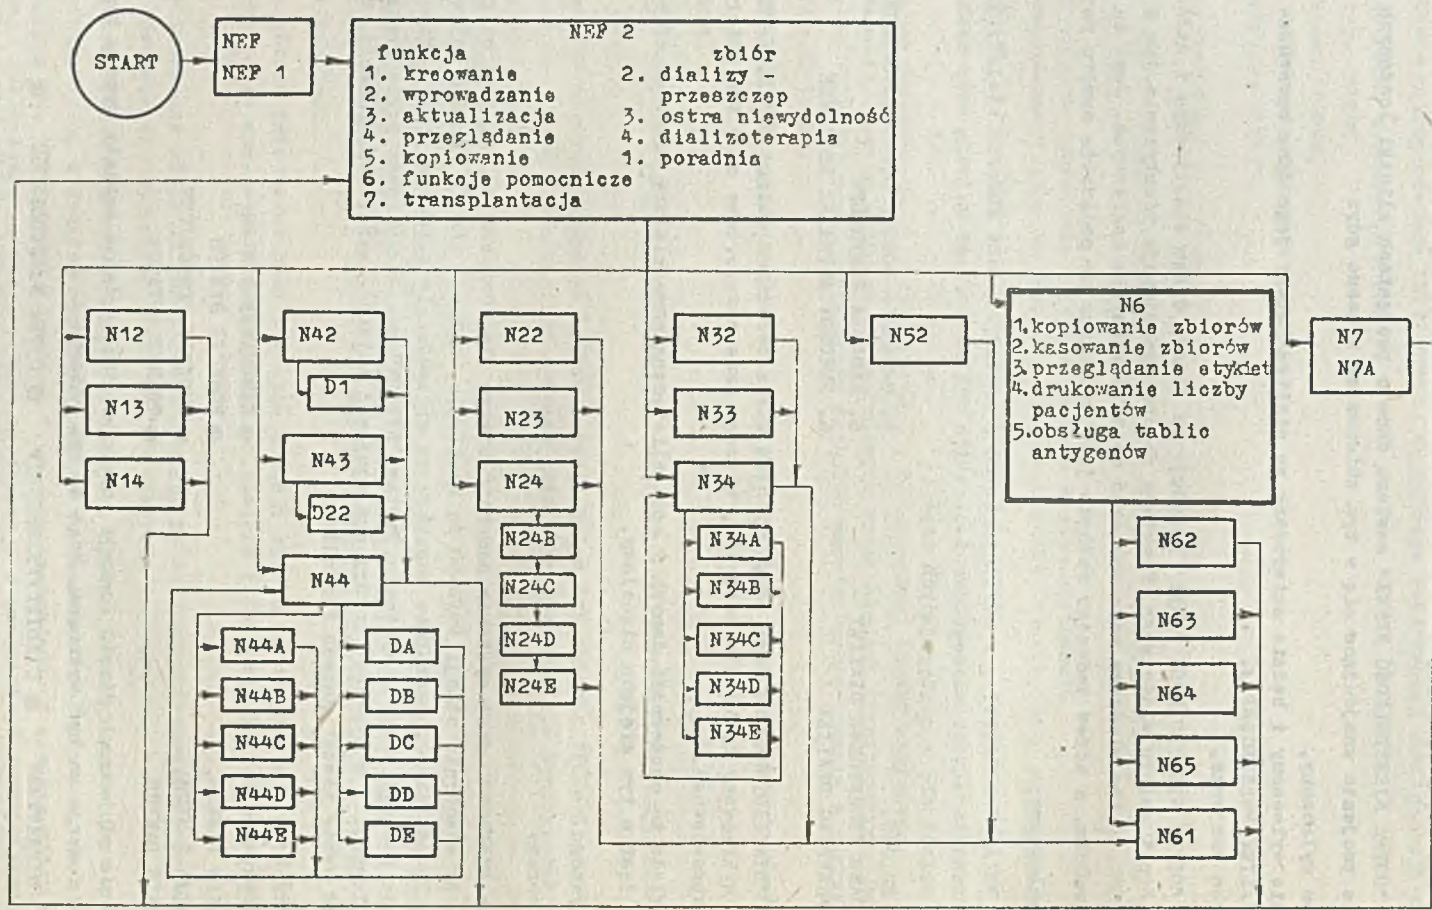 START
NEF
NEF 1
NEF 2
funkcja
1. kreowanie
2. wprowadzanie
3. aktualizacja
4. przeglądanie
5. kopiowanie
6. funkcje pomocnicze
7. transplantacja
zbiór
2. dializy -
przeszczep
3. ostra niewydolność
4. dializoterapia
1. poradnia
N12
N13
N14
N42
D1
N43
D22
N44
N44A
N44B
N44C
N44D
N44E
DA
DB
DC
DD
DE
N22
N23
N24
N24B
N24C
N24D
N24E
N32
N33
N34
N34A
N34B
N34C
N34D
N34E
N52
N6
1.kopiowanie zbiorów
2.kasowanie zbiorów
3.przeglądanie etykiet
4.drukowanie liczby
pacjentów
5.obsługa tablic
antygenów
N62
N63
N64
N65
N61
N7
N7A